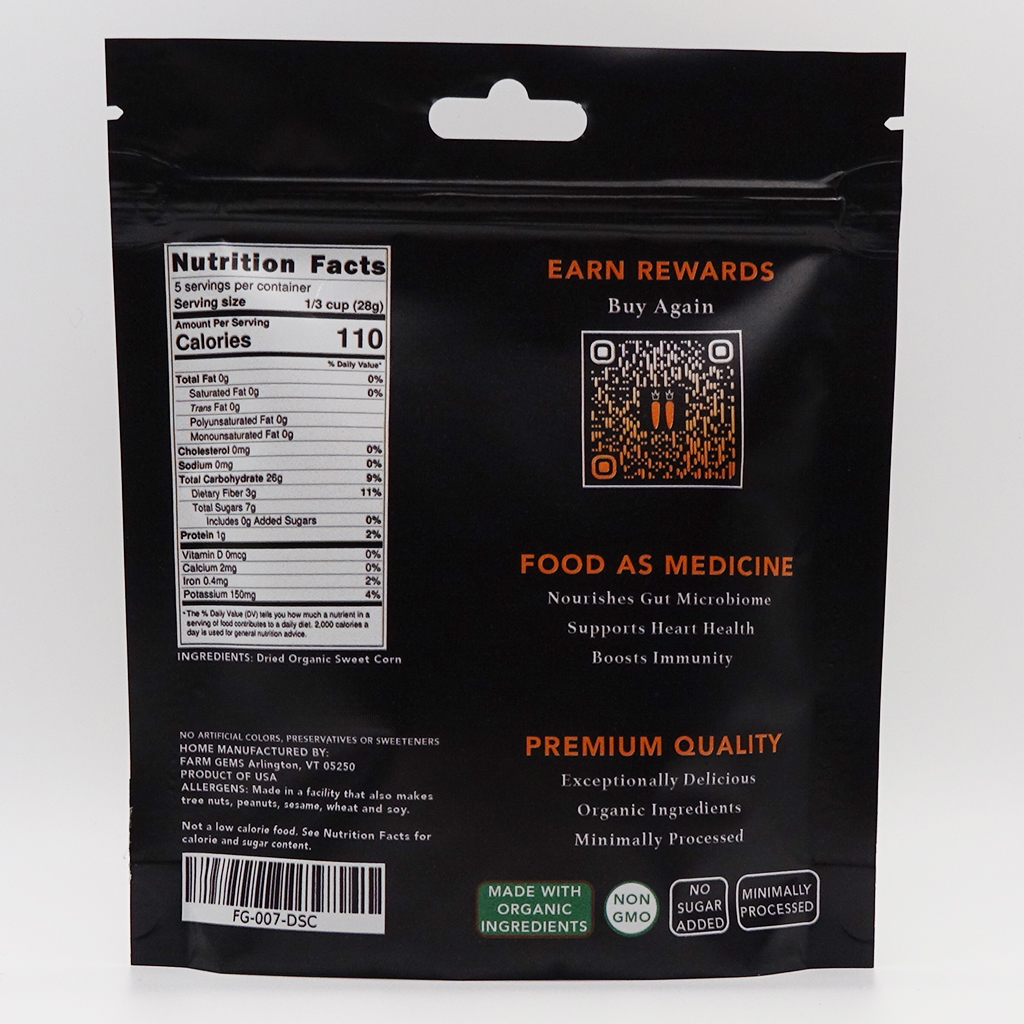 Nutrition Facts
5 servings per container
Serving size 1/3 cup (28g)
Amount Per Serving
Calories 110
% Daily Value*
Total Fat 0g 0%
Saturated Fat 0g 0%
Trans Fat 0g
Polyunsaturated Fat 0g
Monounsaturated Fat 0g
Cholesterol 0mg 0%
Sodium 0mg 0%
Total Carbohydrate 26g 9%
Dietary Fiber 3g 11%
Total Sugars 7g
Includes 0g Added Sugars 0%
Protein 1g 2%
Vitamin D 0mcg 0%
Calcium 2mg 0%
Iron 0.4mg 2%
Potassium 150mg 4%
*The % Daily Value (DV) tells you how much a nutrient in a
serving of food contributes to a daily diet. 2,000 calories a
day is used for general nutrition advice.
INGREDIENTS: Dried Organic Sweet Corn
NO ARTIFICIAL COLORS, PRESERVATIVES OR SWEETENERS
HOME MANUFACTURED BY:
FARM GEMS Arlington, VT 05250
PRODUCT OF USA
ALLERGENS: Made in a facility that also makes
tree nuts, peanuts, sesame, wheat and soy.
Not a low calorie food. See Nutrition Facts for
calorie and sugar content.
FG-007-DSC
EARN REWARDS
Buy Again
FOOD AS MEDICINE
Nourishes Gut Microbiome
Supports Heart Health
Boosts Immunity
PREMIUM QUALITY
Exceptionally Delicious
Organic Ingredients
Minimally Processed
MADE WITH
ORGANIC
INGREDIENTS
NON
GMO
NO
SUGAR
ADDED
MINIMALLY
PROCESSED